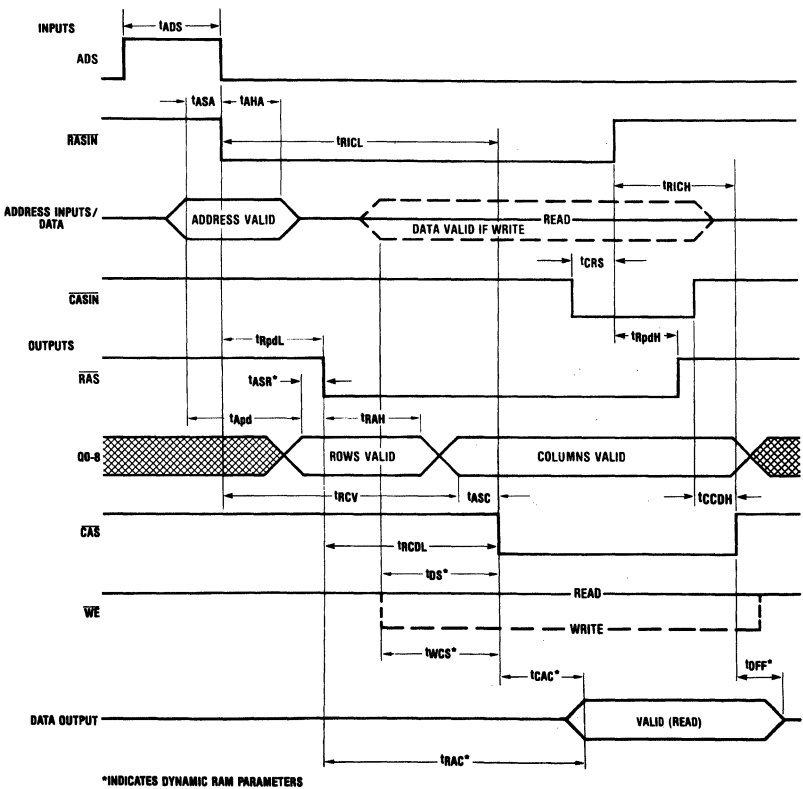 INPUTS
tADS
ADS
tASA
tAHA
RASIN
tRICL
tRICH
ADDRESS INPUTS/
DATA
ADDRESS VALID
READ
DATA VALID IF WRITE
tCRS
CASIN
tRpdL
tRpdH
OUTPUTS
RAS
tASR*
tApd
tRAH
Q0-8
ROWS VALID
COLUMNS VALID
tRCV
tASC
tCCDH
CAS
tRCDL
tDS*
READ
WE
WRITE
tWCS*
tCAC*
tOFF*
DATA OUTPUT
VALID (READ)
tRAC*
*INDICATES DYNAMIC RAM PARAMETERS